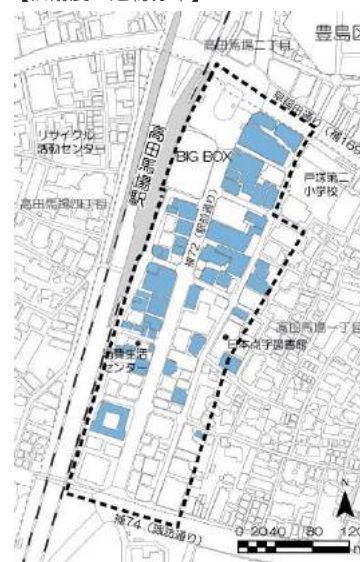 高田馬場二丁目
豊島区
早稲田通り
リサイクル
活動センター
高田馬場駅
BIG BOX
戸塚第二
小学校
高田馬場四丁目
補72
高田馬場一丁目
日本点字図書館
消費生活
センター
N
補74（諏訪通り）
0 20 40 80 120